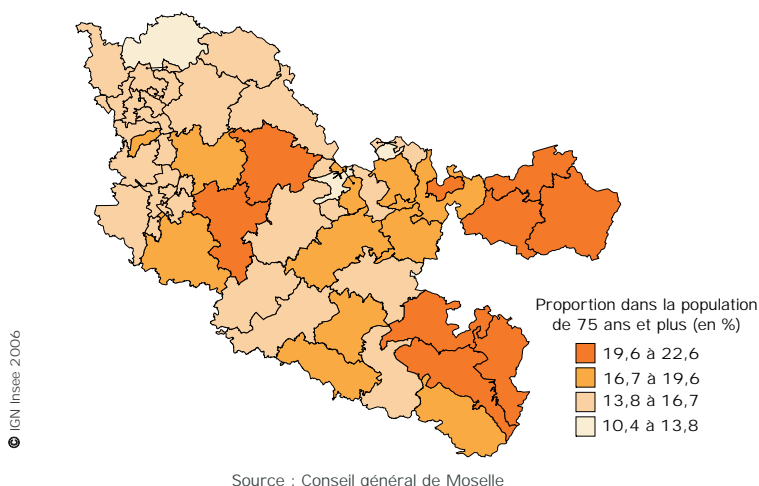 Proportion dans la population
de 75 ans et plus (en %)
19,6 à 22,6
16,7 à 19,6
13,8 à 16,7
10,4 à 13,8
© IGN Insee 2006
Source : Conseil général de Moselle